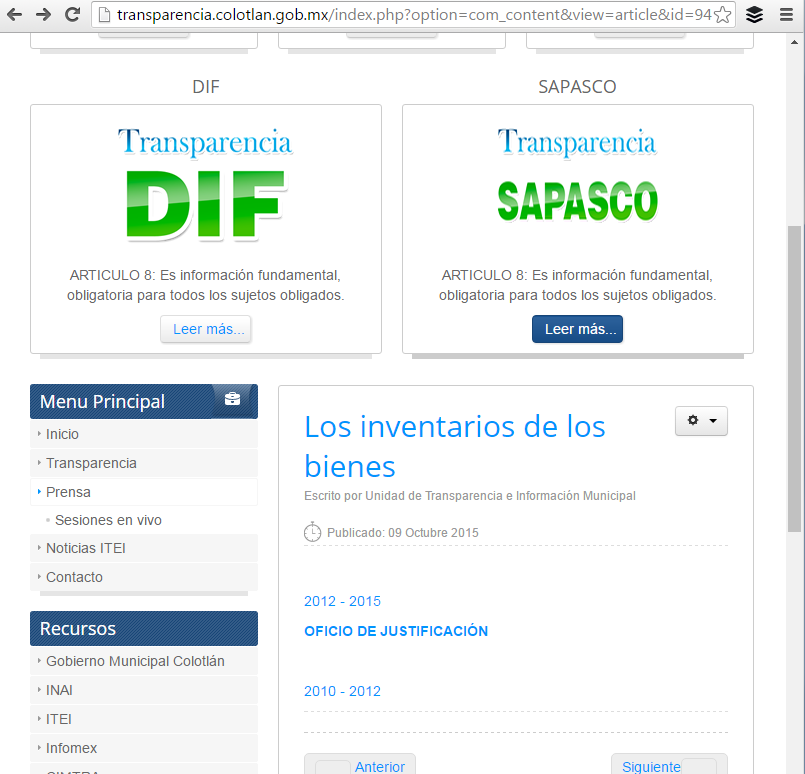 transparencia.colotlan.gob.mx/index.php?option=com_content&view=article&id=94
DIF
Transparencia
DIF
ARTICULO 8: Es información fundamental,
obligatoria para todos los sujetos obligados.
Leer más...
SAPASCO
Transparencia
SAPASCO
ARTICULO 8: Es información fundamental,
obligatoria para todos los sujetos obligados.
Leer más...
Menu Principal
Inicio
Transparencia
Prensa
Sesiones en vivo
Noticias ITEI
Contacto
Recursos
Gobierno Municipal Colotlán
INAI
ITEI
Infomex
Los inventarios de los
bienes
Escrito por Unidad de Transparencia e Información Municipal
Publicado: 09 Octubre 2015
2012 - 2015
OFICIO DE JUSTIFICACIÓN
2010 - 2012
Anterior
Siguiente